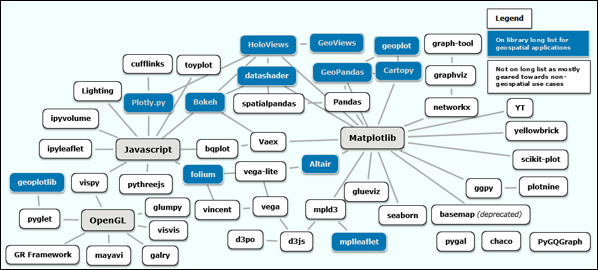 HoloViews
GeoViews
Legend
cufflinks
toyplot
geoplot
graph-tool
On library long list for
geospatial applications
datashader
GeoPandas
Cartopy
graphviz
Not on long list as mostly
geared towards non-
geospatial use cases
Lighting
Plotly.py
Bokeh
spatialpandas
Pandas
networkx
YT
ipyvolume
yellowbrick
ipyleaflet
Javascript
bqplot
Vaex
Matplotlib
scikit-plot
geoplotlib
vispy
pythreejs
folium
vega-lite
Altair
glueviz
ggpy
plotnine
pyglet
OpenGL
glumpy
visvis
vincent
vega
mpld3
seaborn
basemap (deprecated)
GR Framework
mayavi
galry
d3po
d3js
mplleaflet
pygal
chaco
PyGQGraph